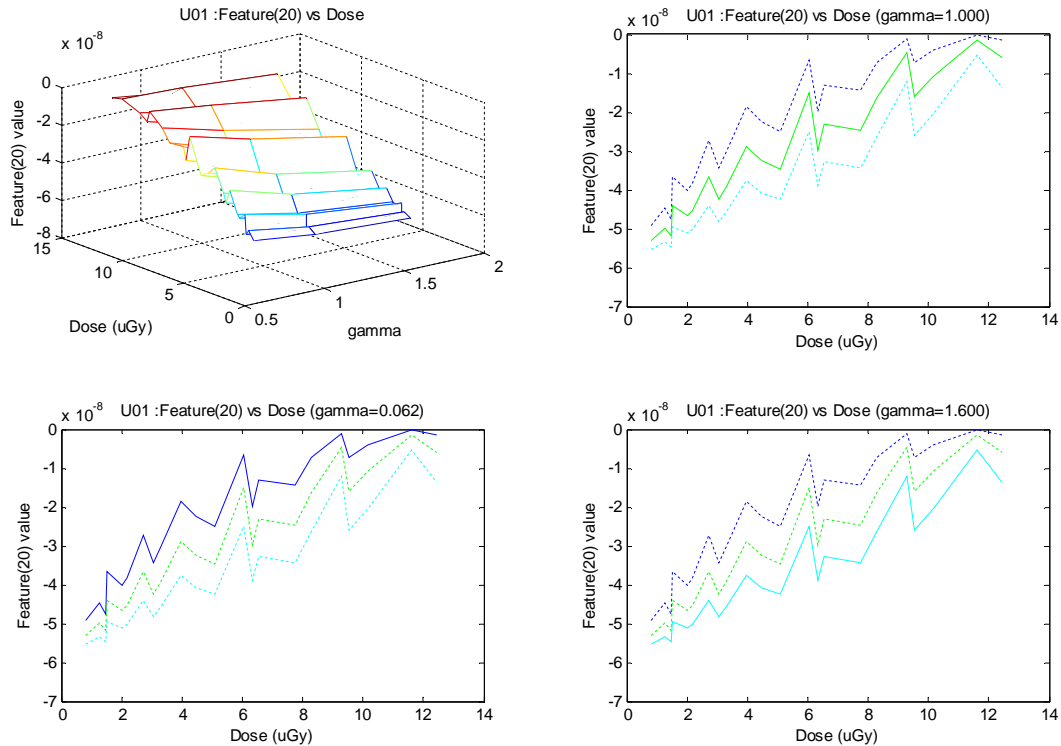 U01 :Feature(20) vs Dose
x 10-8
0
-2
-4
-6
-8
Feature(20) value
15
10
5
0
Dose (uGy)
0.5
1
1.5
2
gamma
U01 :Feature(20) vs Dose (gamma=1.000)
x 10-8
0
-1
-2
-3
-4
-5
-6
-7
Feature(20) value
0 2 4 6 8 10 12 14
Dose (uGy)
U01 :Feature(20) vs Dose (gamma=0.062)
x 10-8
0
-1
-2
-3
-4
-5
-6
-7
Feature(20) value
0 2 4 6 8 10 12 14
Dose (uGy)
U01 :Feature(20) vs Dose (gamma=1.600)
x 10-8
0
-1
-2
-3
-4
-5
-6
-7
Feature(20) value
0 2 4 6 8 10 12 14
Dose (uGy)